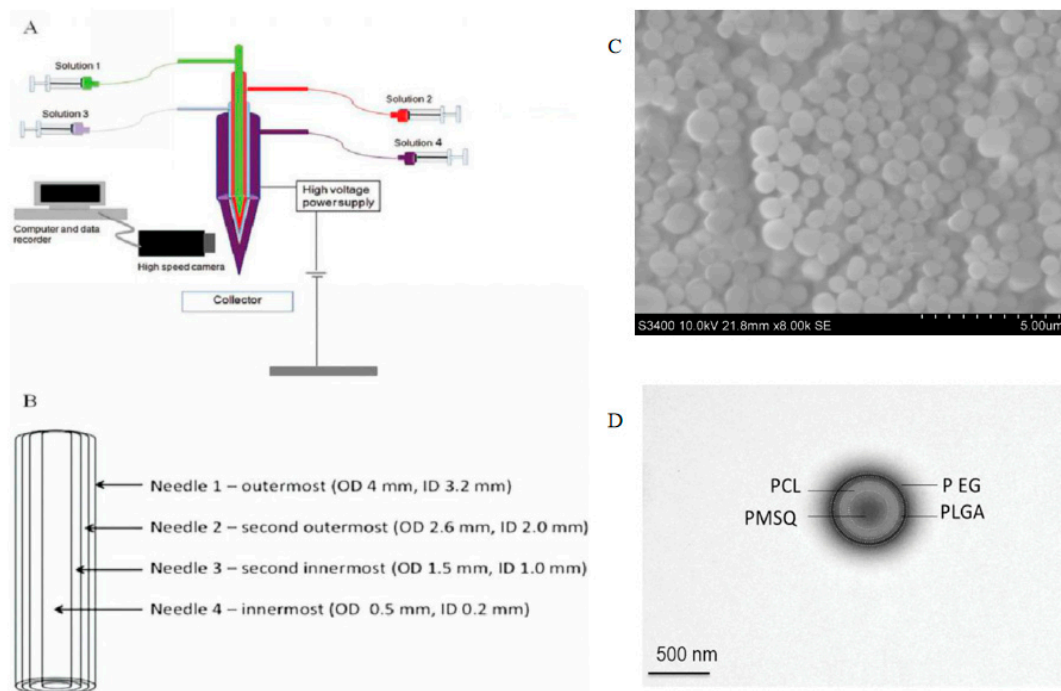 A
Solution 1
Solution 2
Solution 3
Solution 4
High voltage
power supply
Computer and data
recorder
High speed camera
Collector
B
Needle 1 – outermost (OD 4 mm, ID 3.2 mm)
Needle 2 – second outermost (OD 2.6 mm, ID 2.0 mm)
Needle 3 – second innermost (OD 1.5 mm, ID 1.0 mm)
Needle 4 – innermost (OD 0.5 mm, ID 0.2 mm)
C
S3400 10.0kV 21.8mm x8.00k SE 5.00um
D
PCL P EG
PMSQ PLGA
500 nm